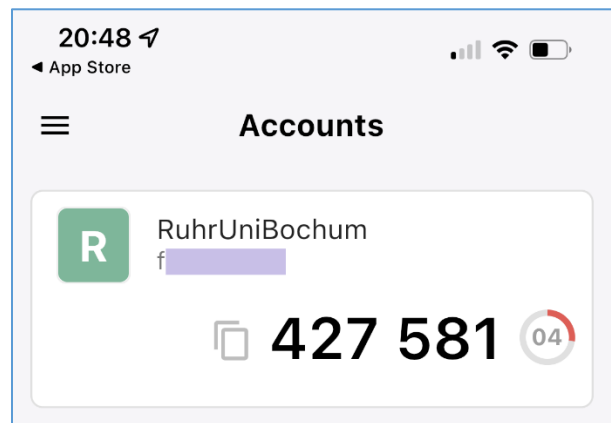 20:48
◀ App Store
Accounts
R
RuhrUniBochum
f
427 581
04